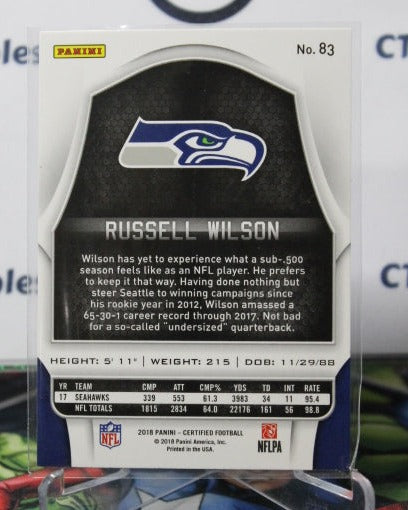 PANINI
No. 83
RUSSELL WILSON
Wilson has yet to experience what a sub-.500
season feels like as an NFL player. He prefers
to keep it that way. Having done nothing but
steer Seattle to winning campaigns since
his rookie year in 2012, Wilson amassed a
65-30-1 career record through 2017. Not bad
for a so-called "undersized" quarterback.
HEIGHT: 5' 11" | WEIGHT: 215 | DOB: 11/29/88
YR TEAM CMP ATT CMP% YDS TD INT RATE
17 SEAHAWKS 339 553 61.3 3983 34 11 95.4
NFL TOTALS 1815 2834 64.0 22176 161 56 98.8
NFL
2018 PANINI - CERTIFIED FOOTBALL
© 2018 Panini America, Inc.
Printed in the USA.
NFLPA
CT
bles
CT